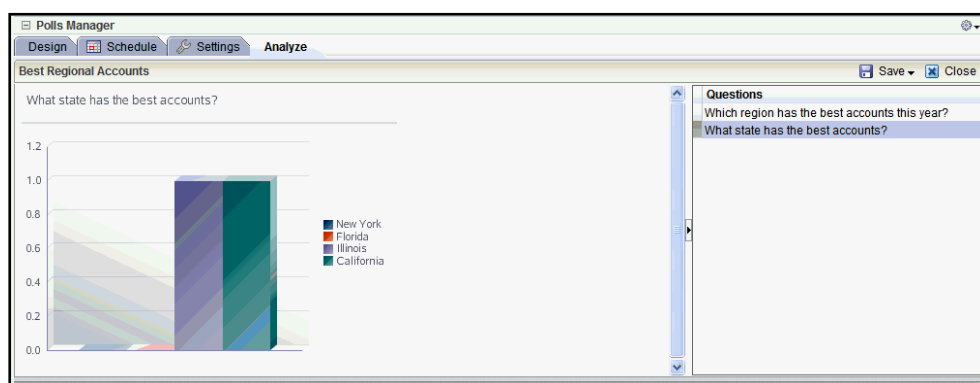 Polls Manager
Design Schedule Settings Analyze
Best Regional Accounts Save Close
What state has the best accounts?
1.2
1.0
0.8
0.6
0.4
0.2
0.0
New York
Florida
Illinois
California
Questions
Which region has the best accounts this year?
What state has the best accounts?